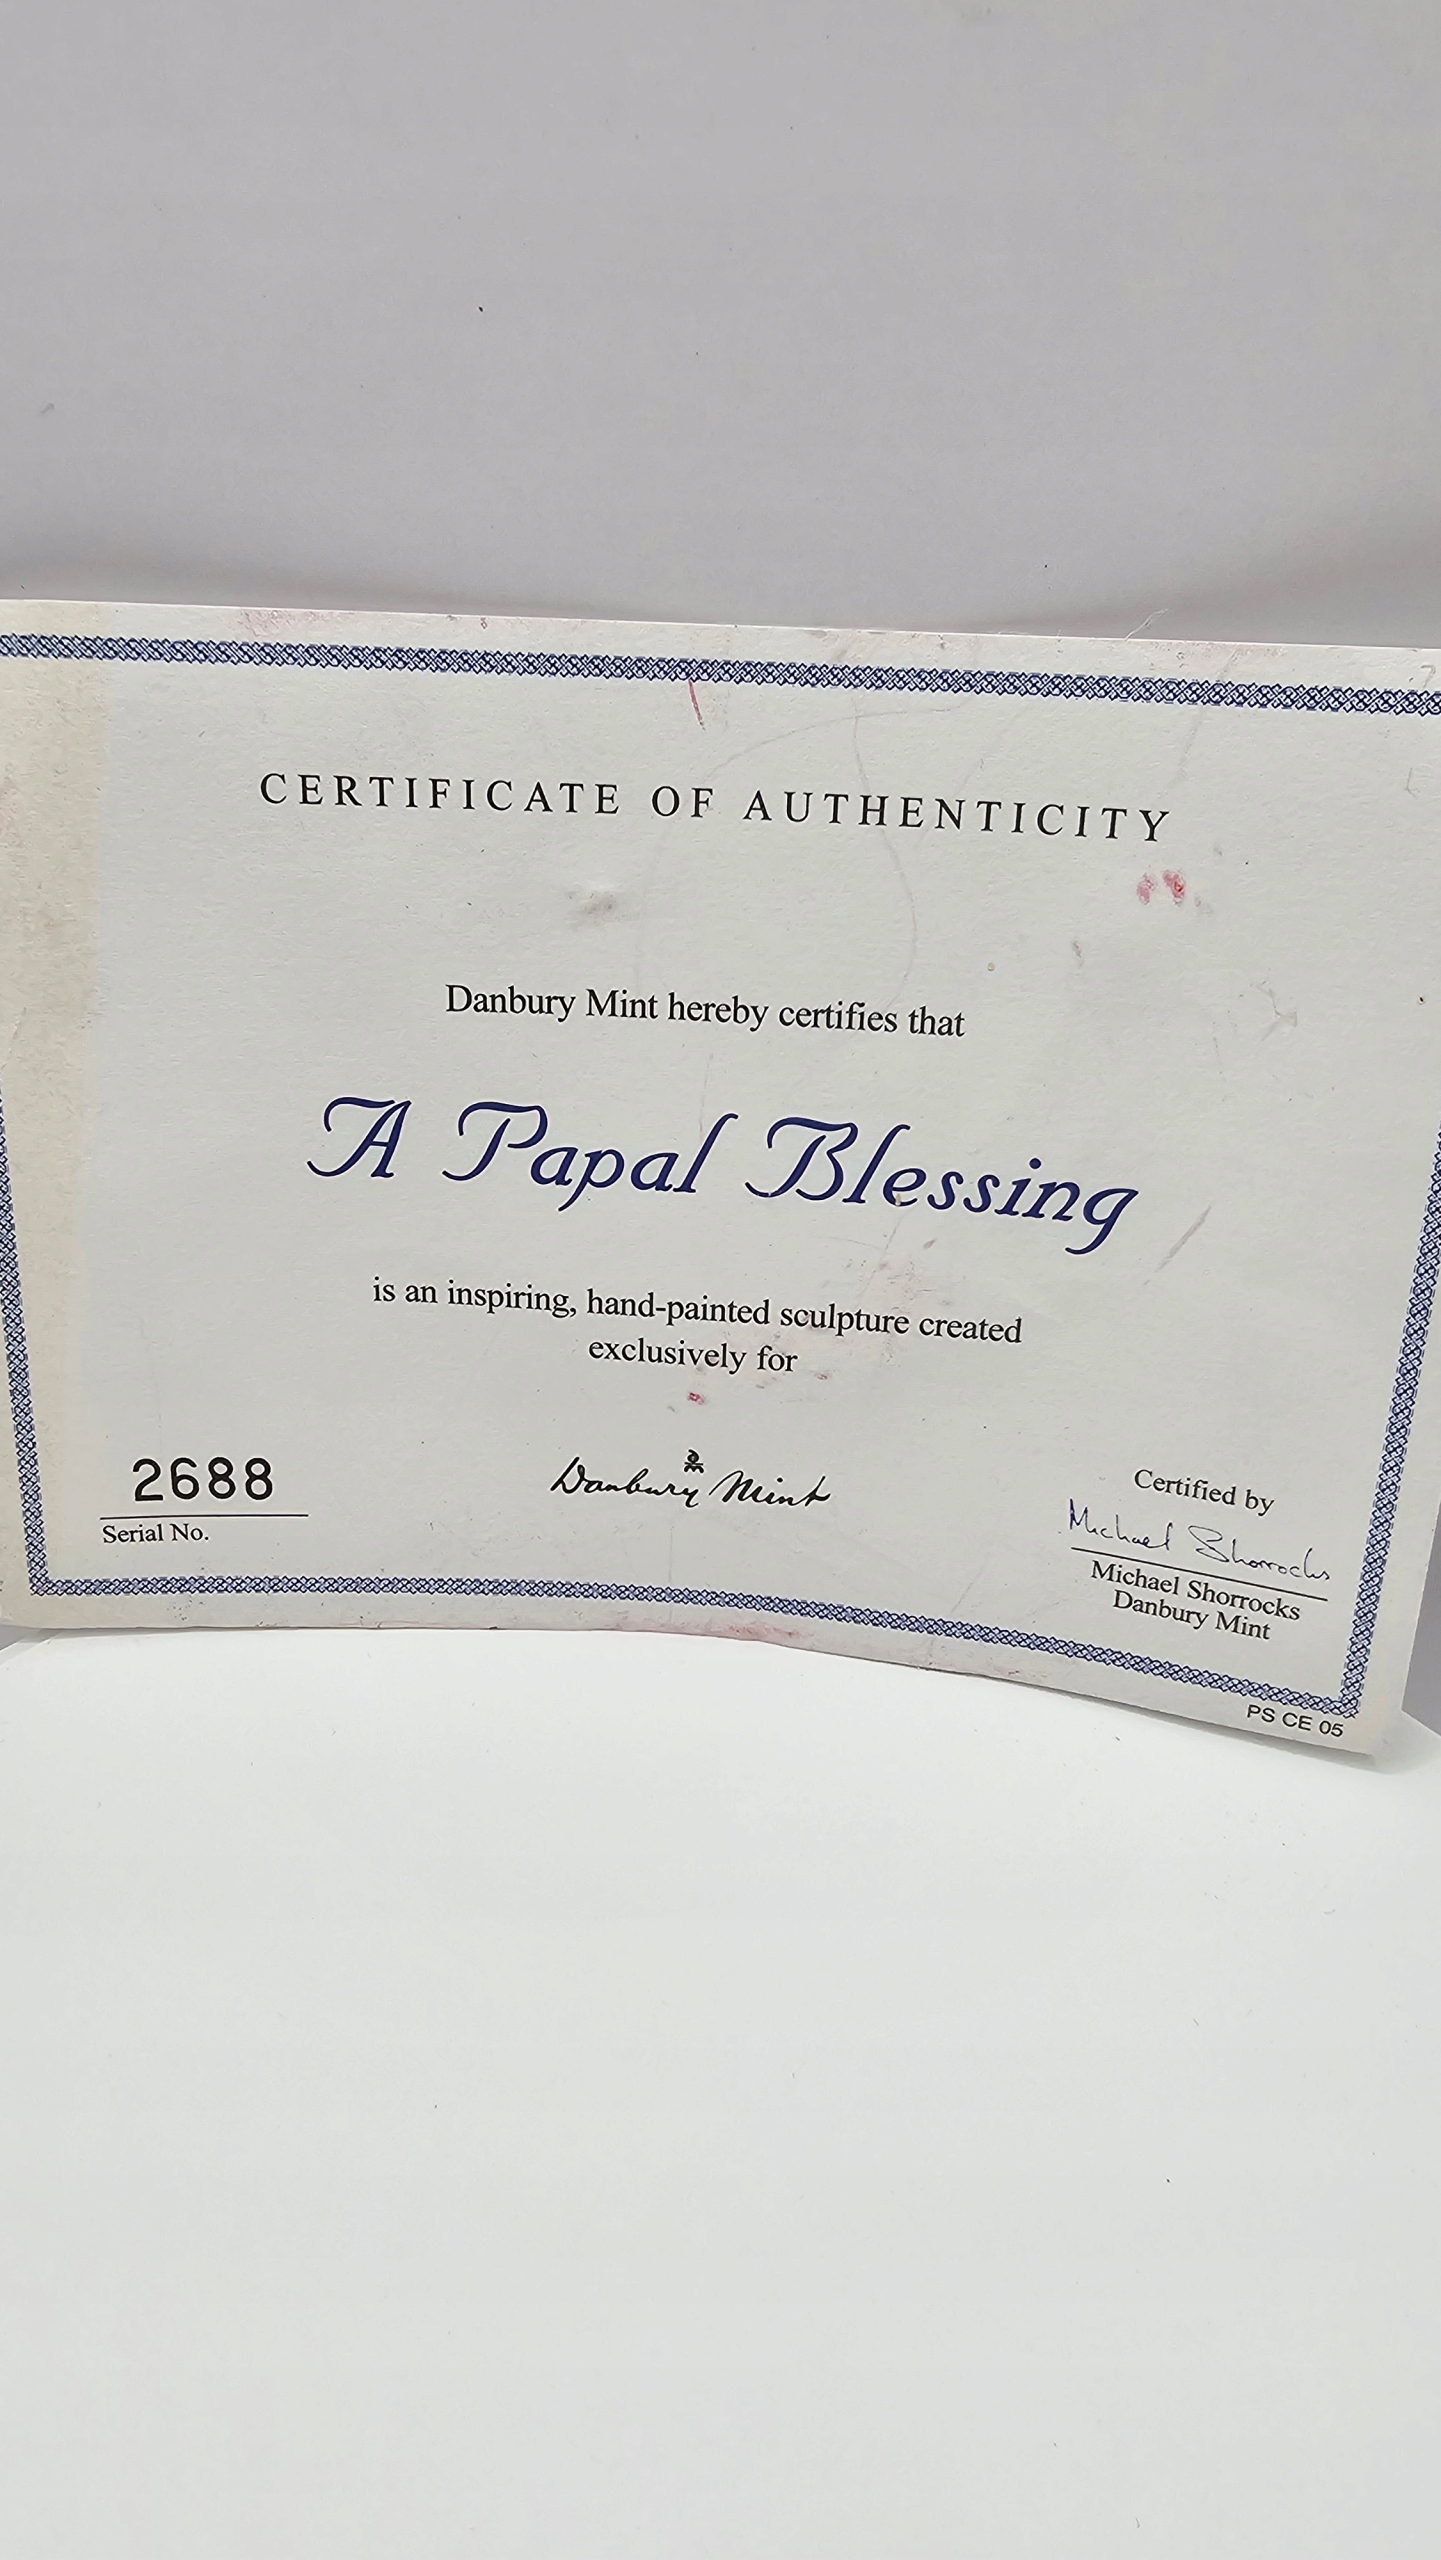 CERTIFICATE OF AUTHENTICITY
Danbury Mint hereby certifies that
A Papal Blessing
is an inspiring, hand-painted sculpture created
exclusively for
2688
Serial No.
Danbury Mint
Certified by
Michael Shorrocks
Michael Shorrocks
Danbury Mint
PS CE 05